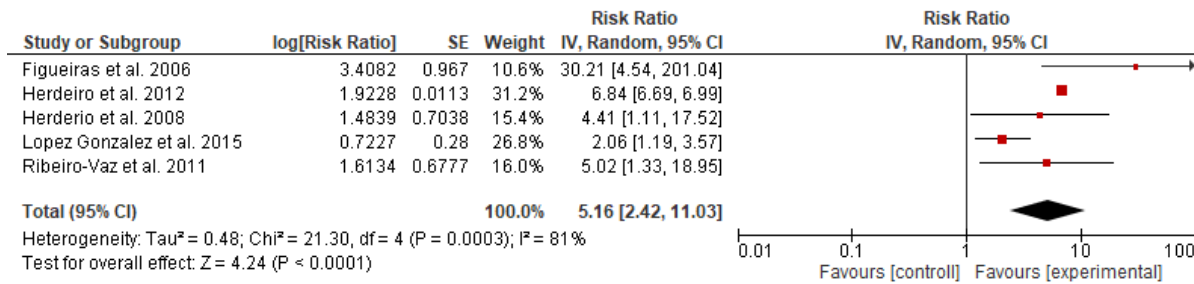 Risk Ratio Risk Ratio
Study or Subgroup log[Risk Ratio] SE Weight IV, Random, 95% CI IV, Random, 95% CI
Figueiras et al. 2006 3.4082 0.967 10.6% 30.21 [4.54, 201.04]
Herdeiro et al. 2012 1.9228 0.0113 31.2% 6.84 [6.69, 6.99]
Herderio et al. 2008 1.4839 0.7038 15.4% 4.41 [1.11, 17.52]
Lopez Gonzalez et al. 2015 0.7227 0.28 26.8% 2.06 [1.19, 3.57]
Ribeiro-Vaz et al. 2011 1.6134 0.6777 16.0% 5.02 [1.33, 18.95]
Total (95% CI) 100.0% 5.16 [2.42, 11.03]
Heterogeneity: Tau² = 0.48; Chi² = 21.30, df = 4 (P = 0.0003); I² = 81%
Test for overall effect: Z = 4.24 (P < 0.0001)
0.01 0.1 1 10 100
Favours [controll] Favours [experimental]